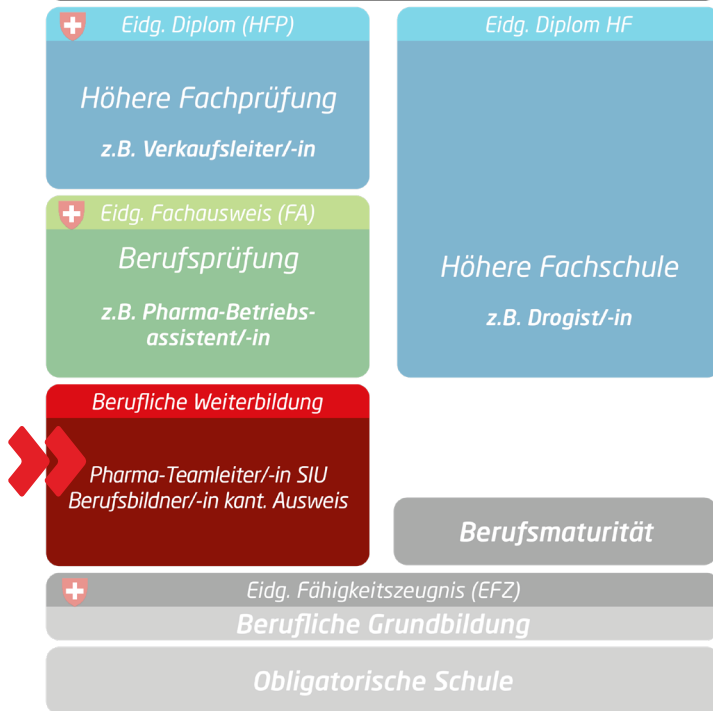 Eidg. Diplom (HFP)
Höhere Fachprüfung
z.B. Verkaufsleiter/-in
Eidg. Diplom HF
Höhere Fachschule
z.B. Drogist/-in
Eidg. Fachausweis (FA)
Berufsprüfung
z.B. Pharma-Betriebs-
assistent/-in
Berufliche Weiterbildung
Pharma-Teamleiter/-in SIU
Berufsbildner/-in kant. Ausweis
Berufsmaturität
Eidg. Fähigkeitszeugnis (EFZ)
Berufliche Grundbildung
Obligatorische Schule